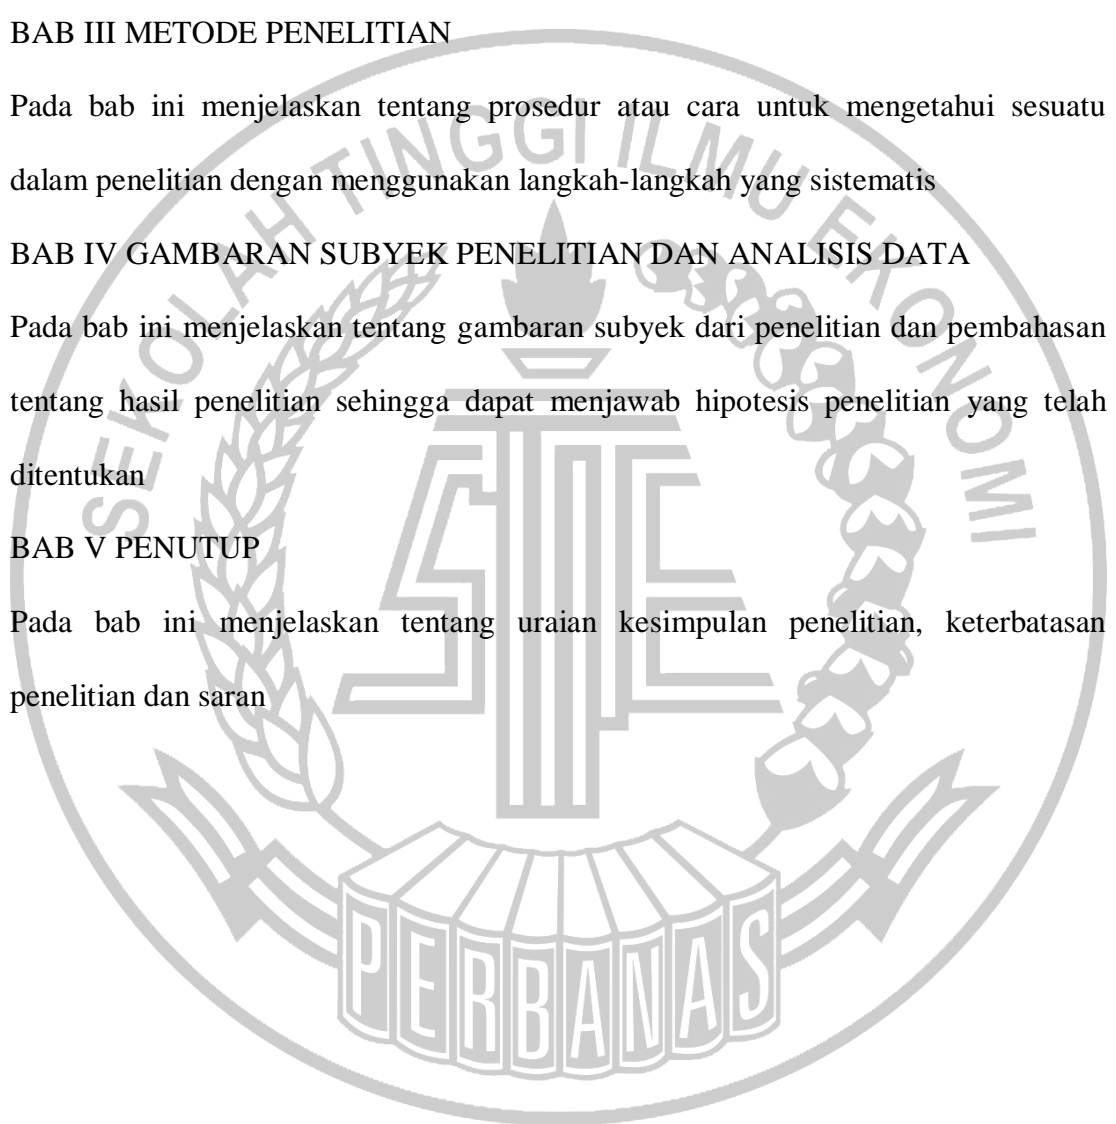 BAB III METODE PENELITIAN
Pada bab ini menjelaskan tentang prosedur atau cara untuk mengetahui sesuatu
dalam penelitian dengan menggunakan langkah-langkah yang sistematis
BAB IV GAMBARAN SUBYEK PENELITIAN DAN ANALISIS DATA
Pada bab ini menjelaskan tentang gambaran subyek dari penelitian dan pembahasan
tentang hasil penelitian sehingga dapat menjawab hipotesis penelitian yang telah
ditentukan
BAB V PENUTUP
Pada bab ini menjelaskan tentang uraian kesimpulan penelitian, keterbatasan
penelitian dan saran
SEKOLAH TINGGI ILMU EKONOMI
PERBANAS